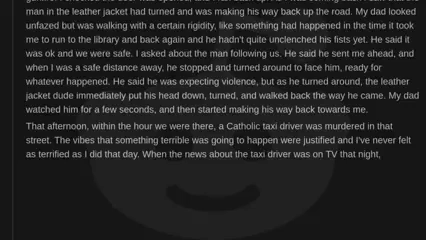 man in the leather jacket had turned and was making his way back up the road. My dad looked
unfazed but was walking with a certain rigidity, like something had happened in the time it took
me to run to the library and back again and he hadn't quite unclenched his fists yet. He said it
was ok and we were safe. I asked about the man following us. He said he sent me ahead, and
when I was a safe distance away, he stopped and turned around to face him, ready for
whatever happened. He said he was expecting violence, but as he turned around, the leather
jacket dude immediately put his head down, turned, and walked back the way he came. My dad
watched him for a few seconds, and then started making his way back towards me.
That afternoon, within the hour we were there, a Catholic taxi driver was murdered in that
street. The vibes that something terrible was going to happen were justified and I've never felt
as terrified as I did that day. When the news about the taxi driver was on TV that night,